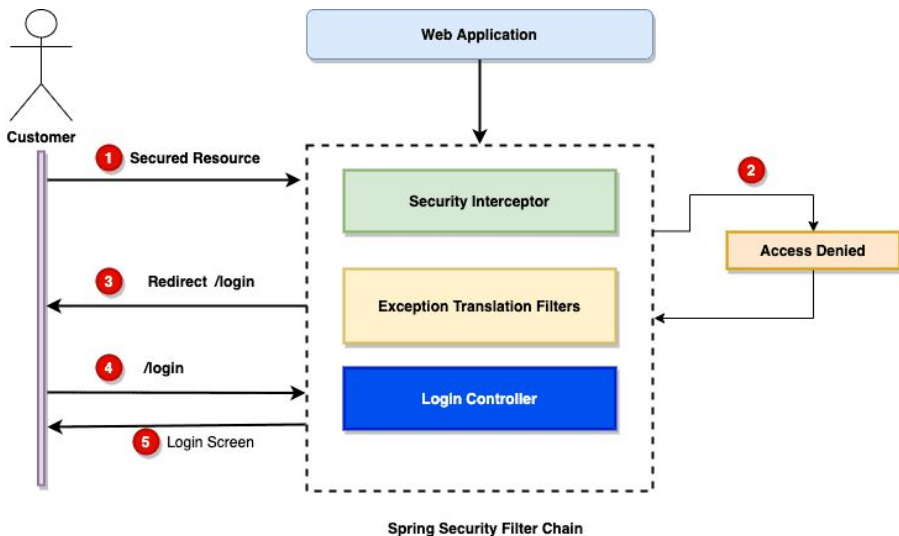 Web Application
Customer
1 Secured Resource
2
Security Interceptor
Access Denied
3 Redirect /login
Exception Translation Filters
4 /login
Login Controller
5 Login Screen
Spring Security Filter Chain